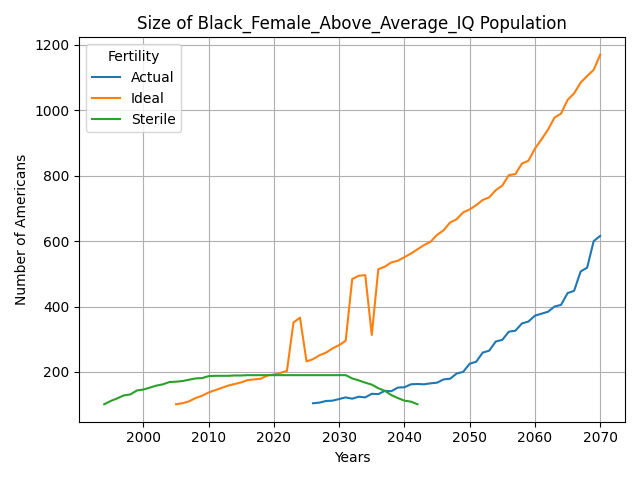 Size of Black_Female_Above_Average_IQ Population
Number of Americans
1200
1000
800
600
400
200
Fertility
Actual
Ideal
Sterile
2000 2010 2020 2030 2040 2050 2060 2070
Years